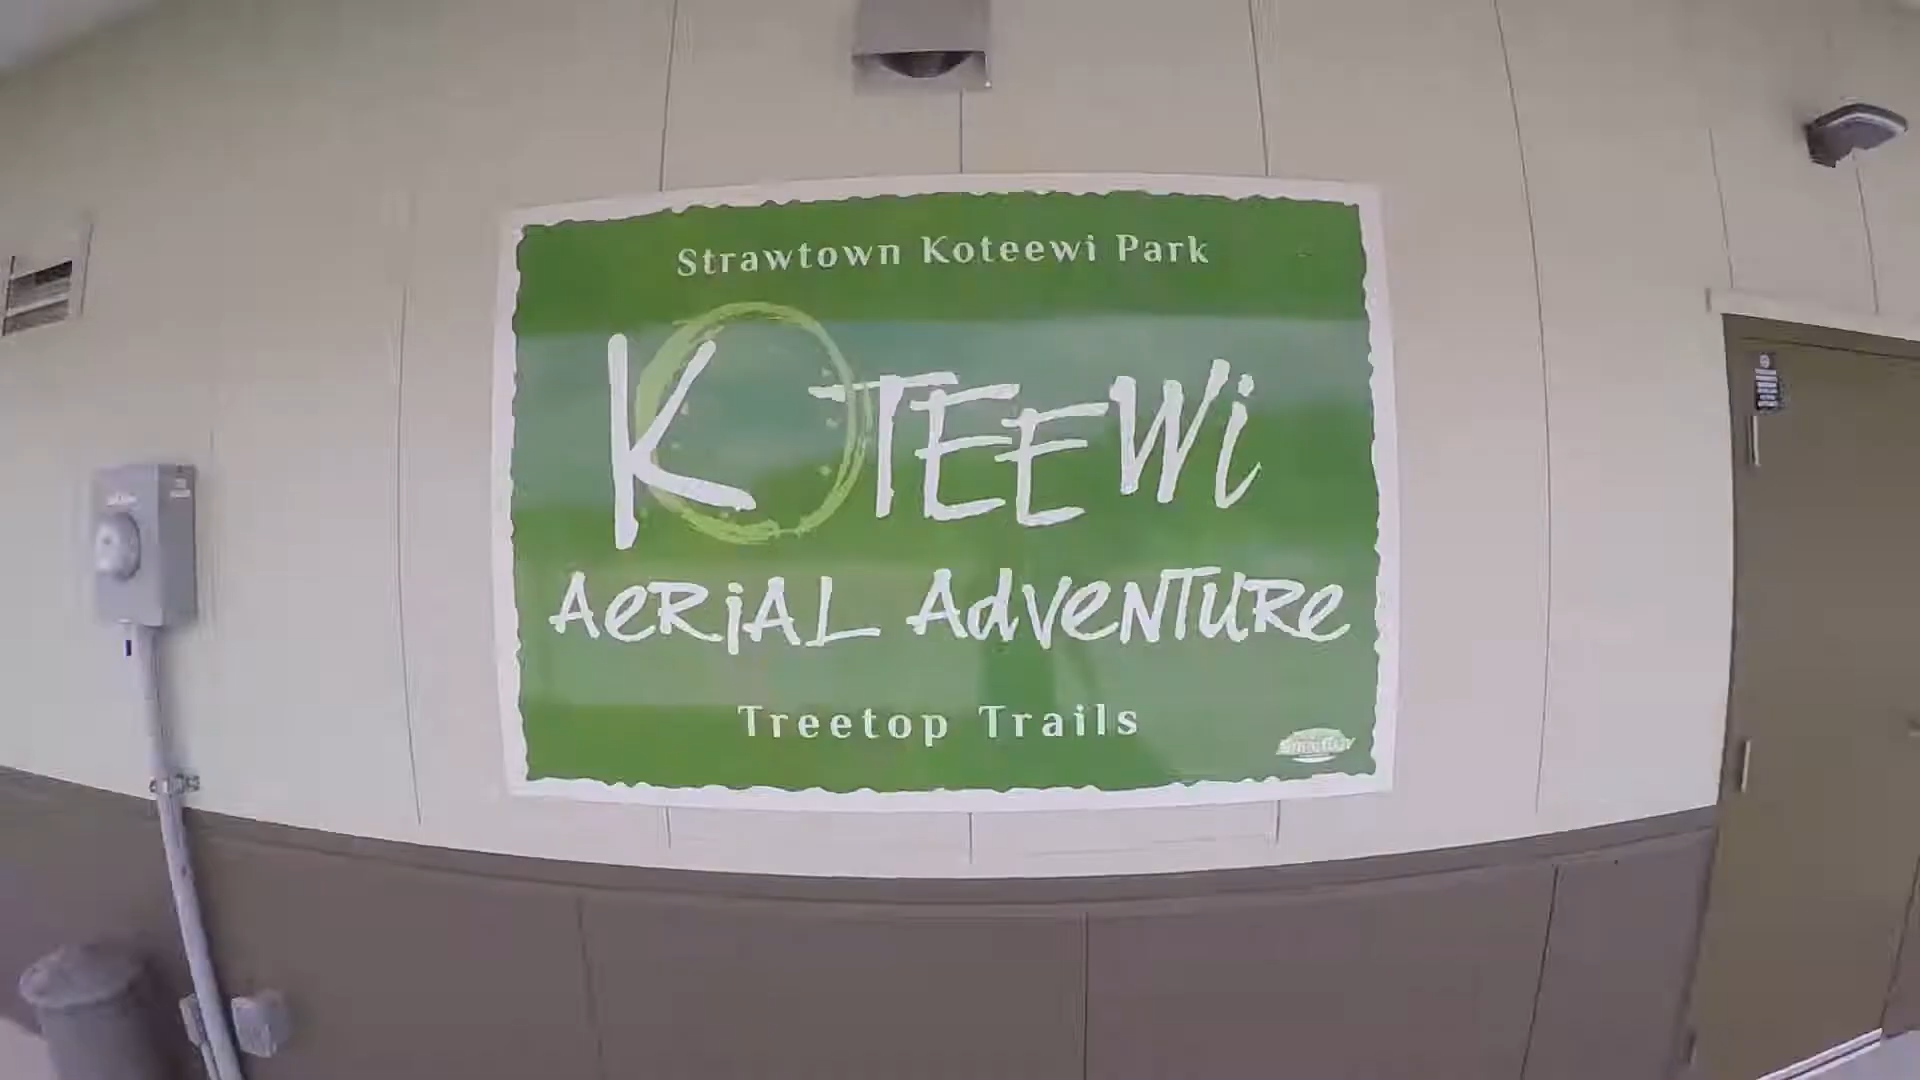 Strawtown Koteewi Park
KOTEEWi
AeRiAL AdVeNTURe
Treetop Trails